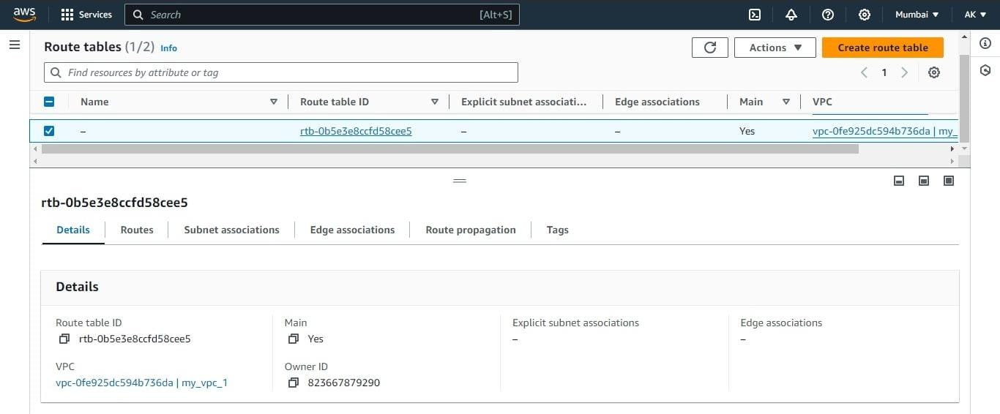 aws Services Search [Alt+S] Mumbai AK
Route tables (1/2) Info Actions Create route table
Find resources by attribute or tag 1
Name Route table ID Explicit subnet associati... Edge associations Main VPC
– rtb-0b5e3e8ccfd58cee5 – – Yes vpc-0fe925dc594b736da | my_
rtb-0b5e3e8ccfd58cee5
Details Routes Subnet associations Edge associations Route propagation Tags
Details
Route table ID Main Explicit subnet associations Edge associations
rtb-0b5e3e8ccfd58cee5 Yes – –
VPC Owner ID
vpc-0fe925dc594b736da | my_vpc_1 823667879290